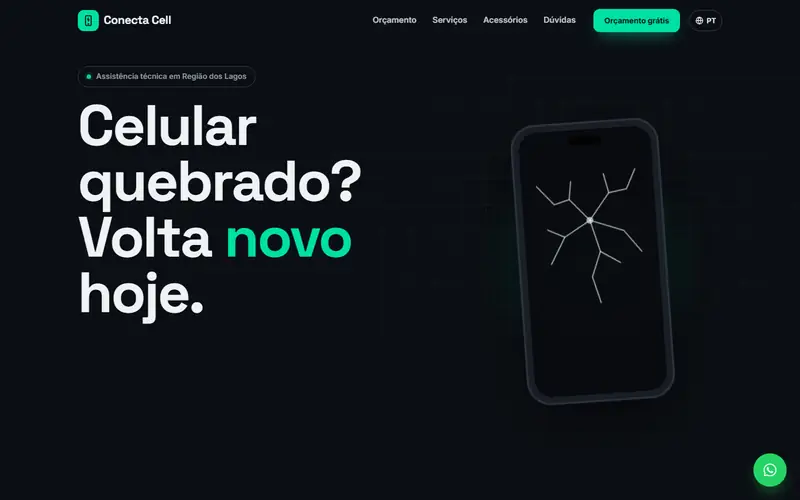 Conecta Cell
Orçamento
Serviços
Acessórios
Dúvidas
Orçamento grátis
PT
Assistência técnica em Região dos Lagos
Celular
quebrado?
Volta novo
hoje.